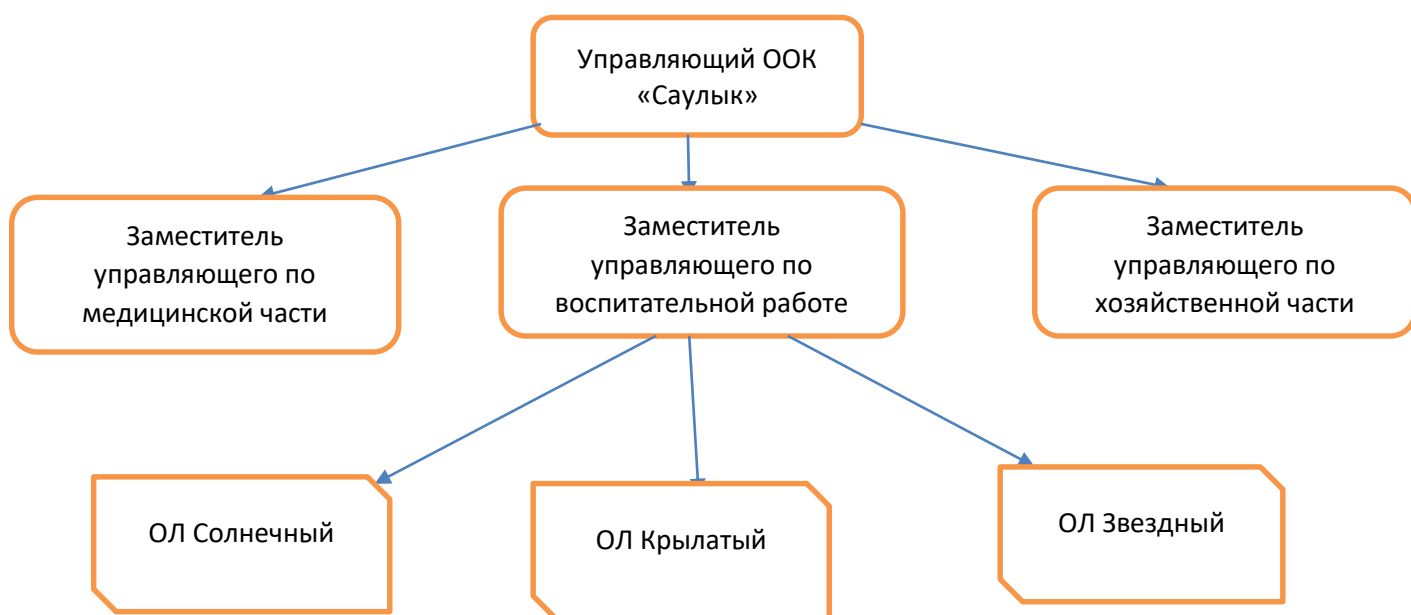 Управляющий ООК
«Саулык»
Заместитель
управляющего по
медицинской части
Заместитель
управляющего по
воспитательной работе
Заместитель
управляющего по
хозяйственной части
ОЛ Солнечный
ОЛ Крылатый
ОЛ Звездный